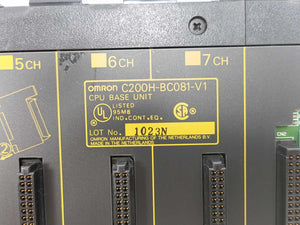 5CH
6CH
7CH
OMRON C200H-BC081-V1
CPU BASE UNIT
UL LISTED
95M8
IND.CONT.EQ.
LOT No. 1023N
OMRON MANUFACTURING OF THE NETHERLANDS B.V.
MADE IN THE NETHERLANDS
CN2